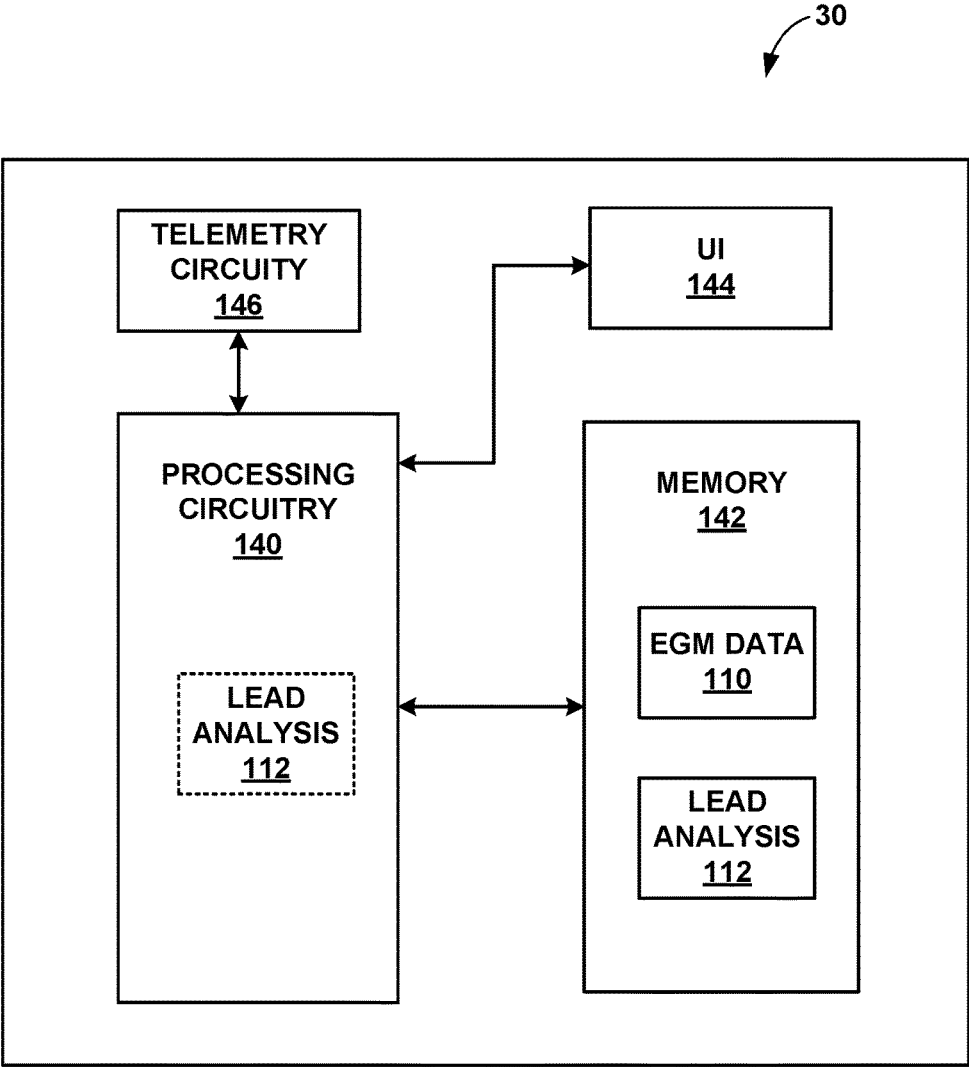 30
TELEMETRY
CIRCUITY
146
UI
144
PROCESSING
CIRCUITRY
140
LEAD
ANALYSIS
112
MEMORY
142
EGM DATA
110
LEAD
ANALYSIS
112